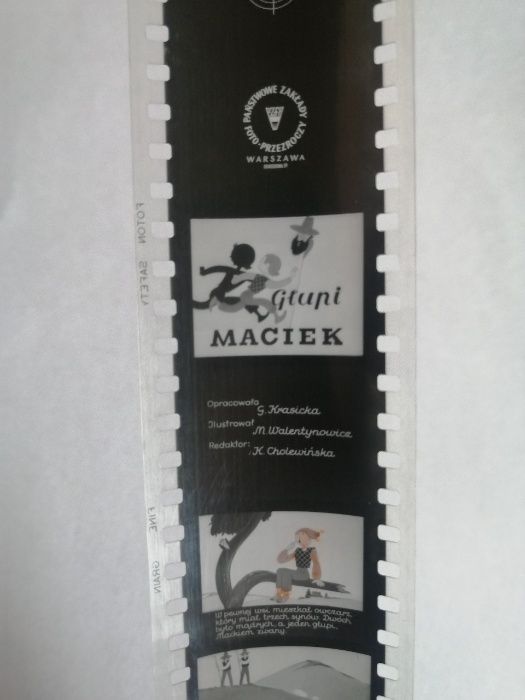 PAŃSTWOWE ZAKŁADY
FOTO-PRZEZROCZY
WARSZAWA
Głupi
MACIEK
Opracowała G. Krasicka
Ilustrował M. Walentynowicz
Redaktor: K. Cholewińska
W pewnej wsi, mieszkał owczarz,
który miał trzech synów. Dwóch
było mądrych, a jeden głupi,
Maćkiem zwany.
FOTON SAFETY
FINE GRAIN